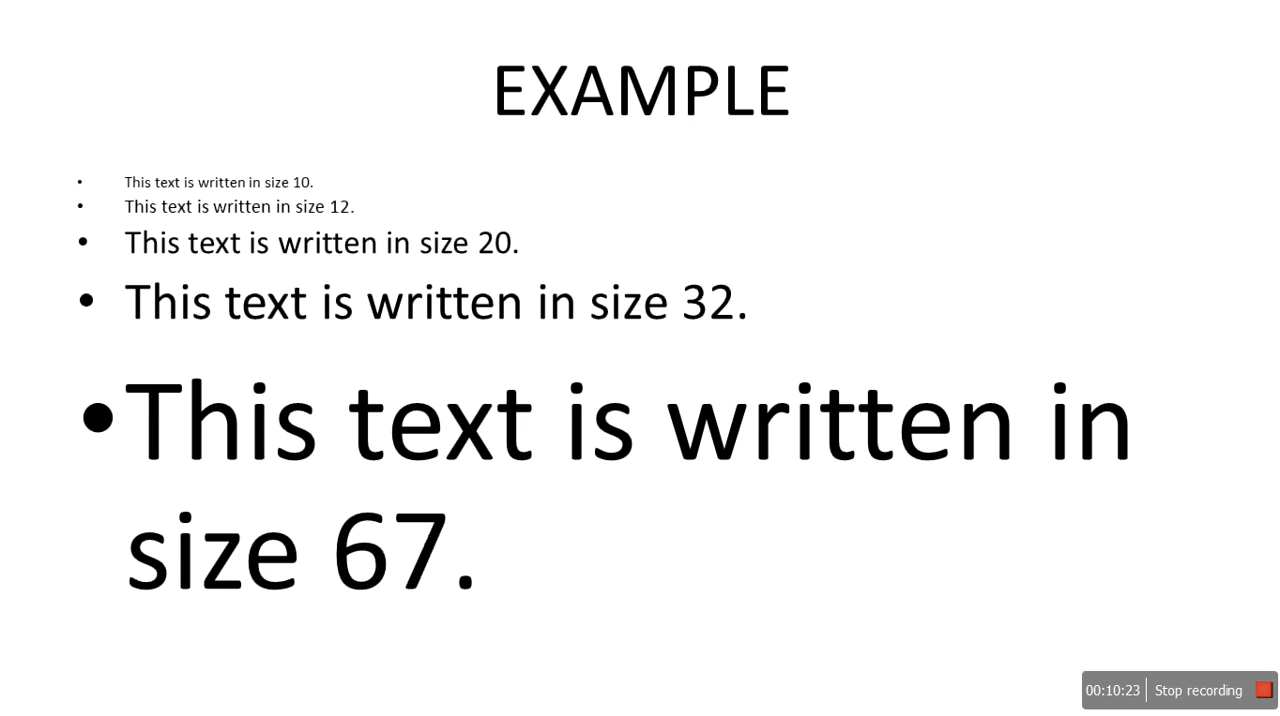 EXAMPLE
• This text is written in size 10.
• This text is written in size 12.
• This text is written in size 20.
• This text is written in size 32.
• This text is written in
size 67.
00:10:23 Stop recording